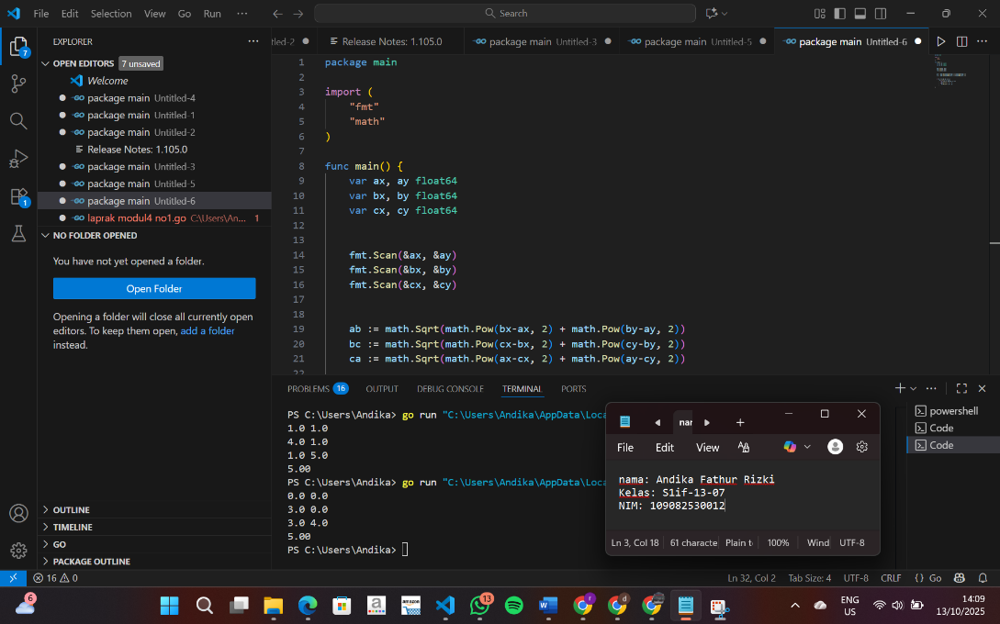 File Edit Selection View Go Run ··· Search
EXPLORER ···
OPEN EDITORS 7 unsaved
Welcome
package main Untitled-4
package main Untitled-1
package main Untitled-2
Release Notes: 1.105.0
package main Untitled-3
package main Untitled-5
package main Untitled-6
laprak modul4 no1.go C:\Users\An... 1
NO FOLDER OPENED
You have not yet opened a folder.
Open Folder
Opening a folder will close all currently open
editors. To keep them open, add a folder
instead.
OUTLINE
TIMELINE
GO
PACKAGE OUTLINE
7
1
tled-2 Release Notes: 1.105.0 package main Untitled-3 package main Untitled-5 package main Untitled-6
1 package main
2
3 import (
4 "fmt"
5 "math"
6 )
7
8 func main() {
9 var ax, ay float64
10 var bx, by float64
11 var cx, cy float64
12
13
14 fmt.Scan(&ax, &ay)
15 fmt.Scan(&bx, &by)
16 fmt.Scan(&cx, &cy)
17
18
19 ab := math.Sqrt(math.Pow(bx-ax, 2) + math.Pow(by-ay, 2))
20 bc := math.Sqrt(math.Pow(cx-bx, 2) + math.Pow(cy-by, 2))
21 ca := math.Sqrt(math.Pow(ax-cx, 2) + math.Pow(ay-cy, 2))
22
PROBLEMS 16 OUTPUT DEBUG CONSOLE TERMINAL PORTS
PS C:\Users\Andika> go run "C:\Users\Andika\AppData\Loca
1.0 1.0
4.0 1.0
1.0 5.0
5.00
PS C:\Users\Andika> go run "C:\Users\Andika\AppData\Loca
0.0 0.0
3.0 0.0
3.0 4.0
5.00
PS C:\Users\Andika>
powershell
Code
Code
nar
File Edit View
nama: Andika Fathur Rizki
Kelas: S1if-13-07
NIM: 109082530012
Ln 3, Col 18 61 characte Plain t 100% Wind UTF-8
16 0 Ln 32, Col 2 Tab Size: 4 UTF-8 CRLF {} Go
6
13
ENG
US
14:09
13/10/2025